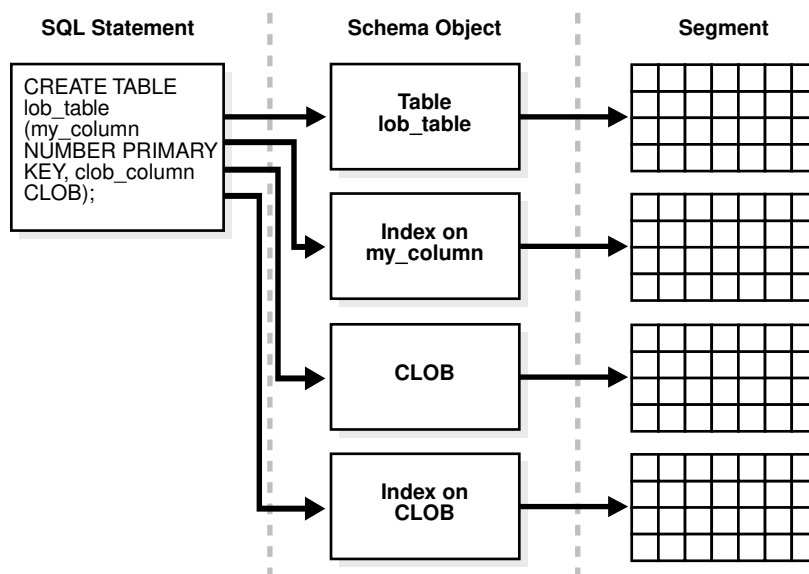 SQL Statement
Schema Object
Segment
CREATE TABLE
lob_table
(my_column
NUMBER PRIMARY
KEY, clob_column
CLOB);
Table
lob_table
Index on
my_column
CLOB
Index on
CLOB